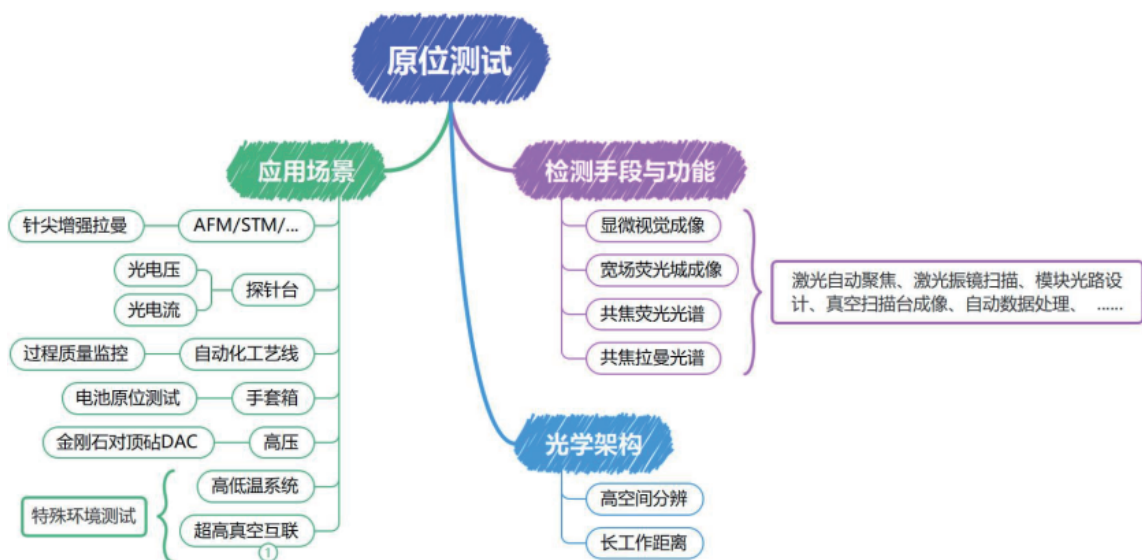 原位测试
应用场景
针尖增强拉曼
AFM/STM/...
光电压
光电流
探针台
过程质量监控
自动化工艺线
电池原位测试
手套箱
金刚石对顶砧DAC
高压
特殊环境测试
高低温系统
超高真空互联
1
检测手段与功能
显微视觉成像
宽场荧光城成像
共焦荧光光谱
共焦拉曼光谱
激光自动聚焦、激光振镜扫描、模块光路设
计、真空扫描台成像、自动数据处理、 ......
光学架构
高空间分辨
长工作距离